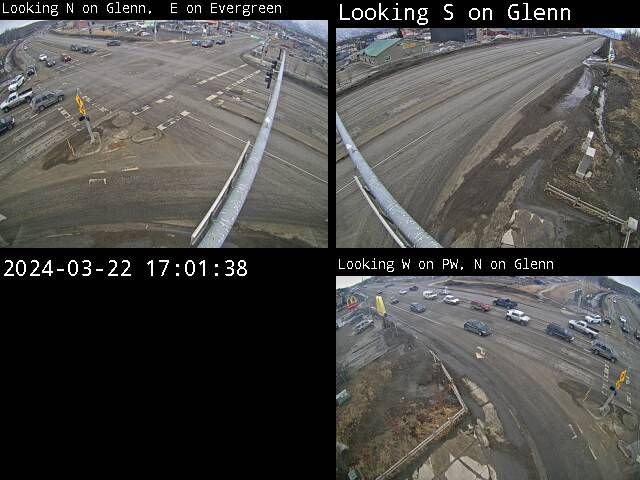 Looking N on Glenn,  E on Evergreen
Looking S on Glenn
2024-03-22 17:01:38
Looking W on PW, N on Glenn